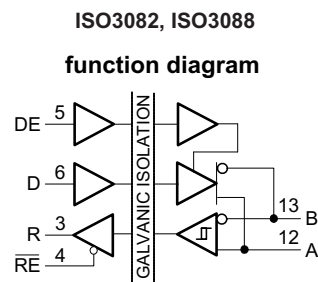 ISO3082, ISO3088
function diagram
DE 5
D 6
R 3
RE 4
GALVANIC ISOLATION
13 B
12 A